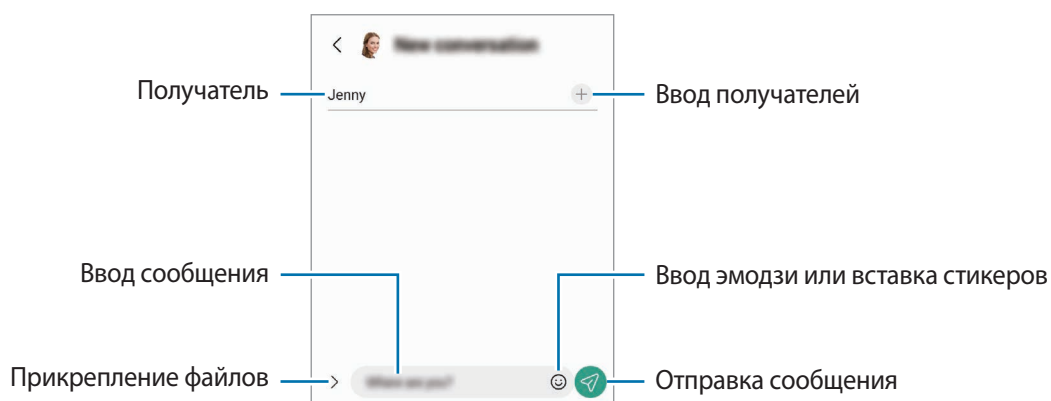 Получатель
Jenny
Ввод получателей
Ввод сообщения
Ввод эмодзи или вставка стикеров
Прикрепление файлов
Отправка сообщения